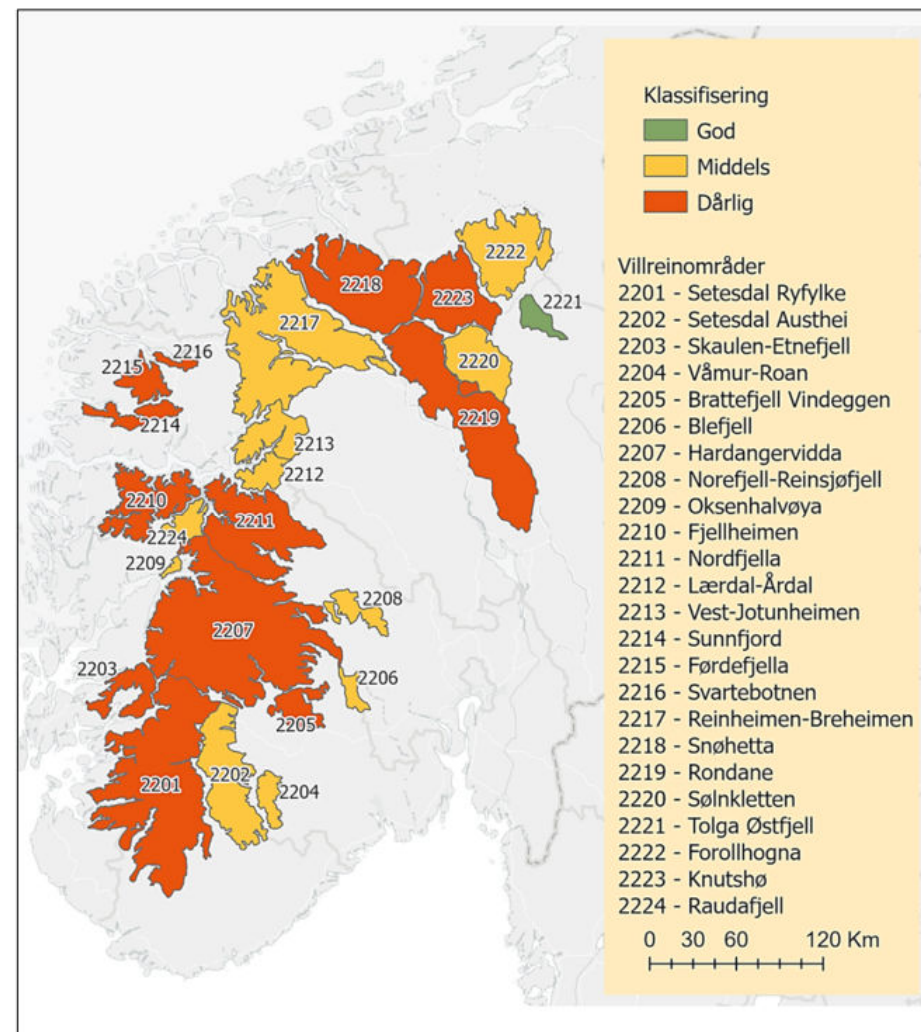 Klassifisering
God
Middels
Dårlig
Villreinområder
2201 - Setesdal Ryfylke
2202 - Setesdal Austhei
2203 - Skaulen-Etnefjell
2204 - Våmur-Roan
2205 - Brattefjell Vindeggen
2206 - Blefjell
2207 - Hardangervidda
2208 - Norefjell-Reinsjøfjell
2209 - Oksenhalvøya
2210 - Fjellheimen
2211 - Nordfjella
2212 - Lærdal-Årdal
2213 - Vest-Jotunheimen
2214 - Sunnfjord
2215 - Førdefjella
2216 - Svartebotnen
2217 - Reinheimen-Breheimen
2218 - Snøhetta
2219 - Rondane
2220 - Sølnkletten
2221 - Tolga Østfjell
2222 - Forollhogna
2223 - Knutshø
2224 - Raudafjell
0 30 60 120 Km
2222
2218
2223
2221
2217
2216
2215
2220
2214
2219
2213
2212
2210
2211
2224
2209
2208
2207
2203
2206
2205
2201
2202
2204